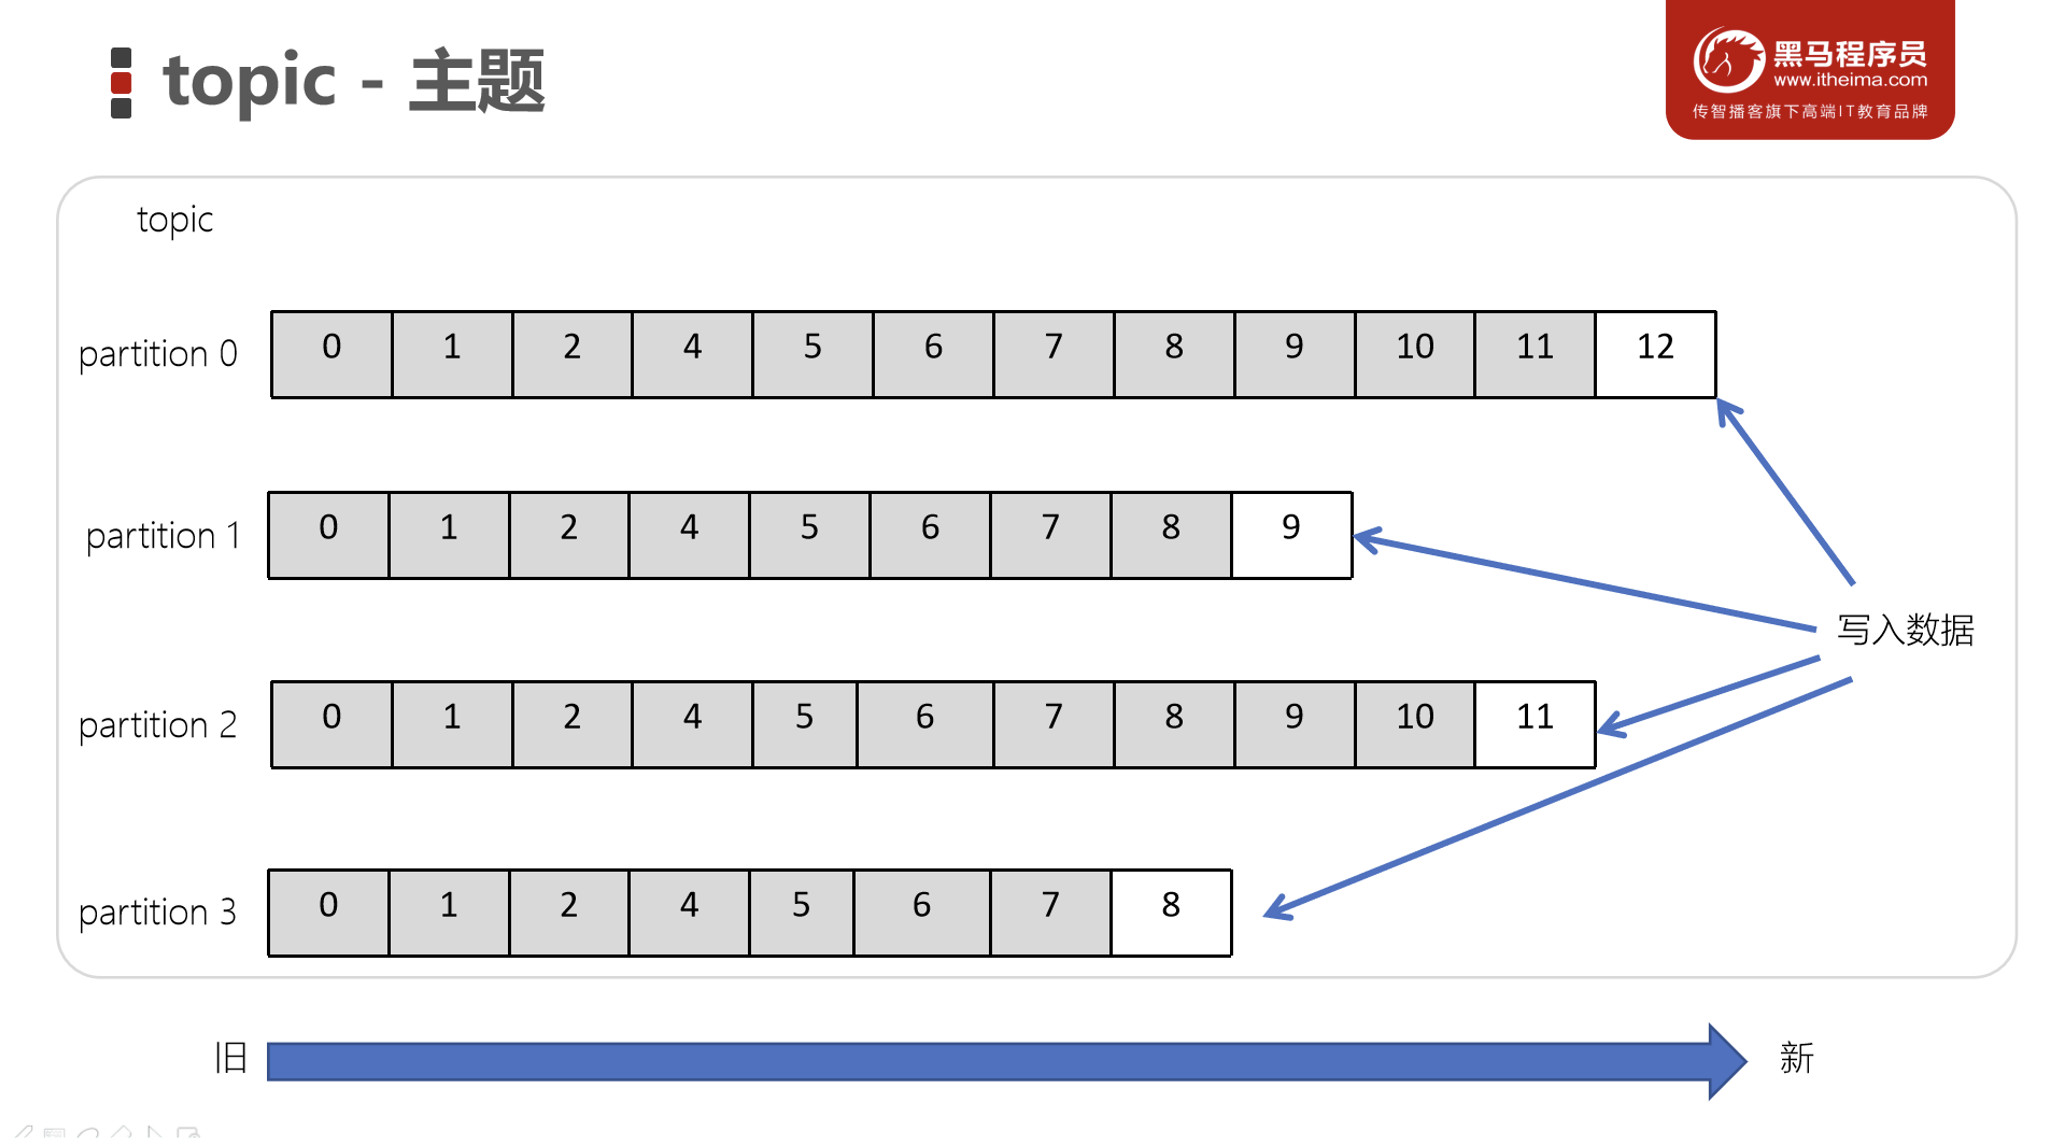 topic - 主题
黑马程序员
www.itheima.com
传智播客旗下高端IT教育品牌
topic
partition 0 0 1 2 4 5 6 7 8 9 10 11 12
partition 1 0 1 2 4 5 6 7 8 9
写入数据
partition 2 0 1 2 4 5 6 7 8 9 10 11
partition 3 0 1 2 4 5 6 7 8
旧 新